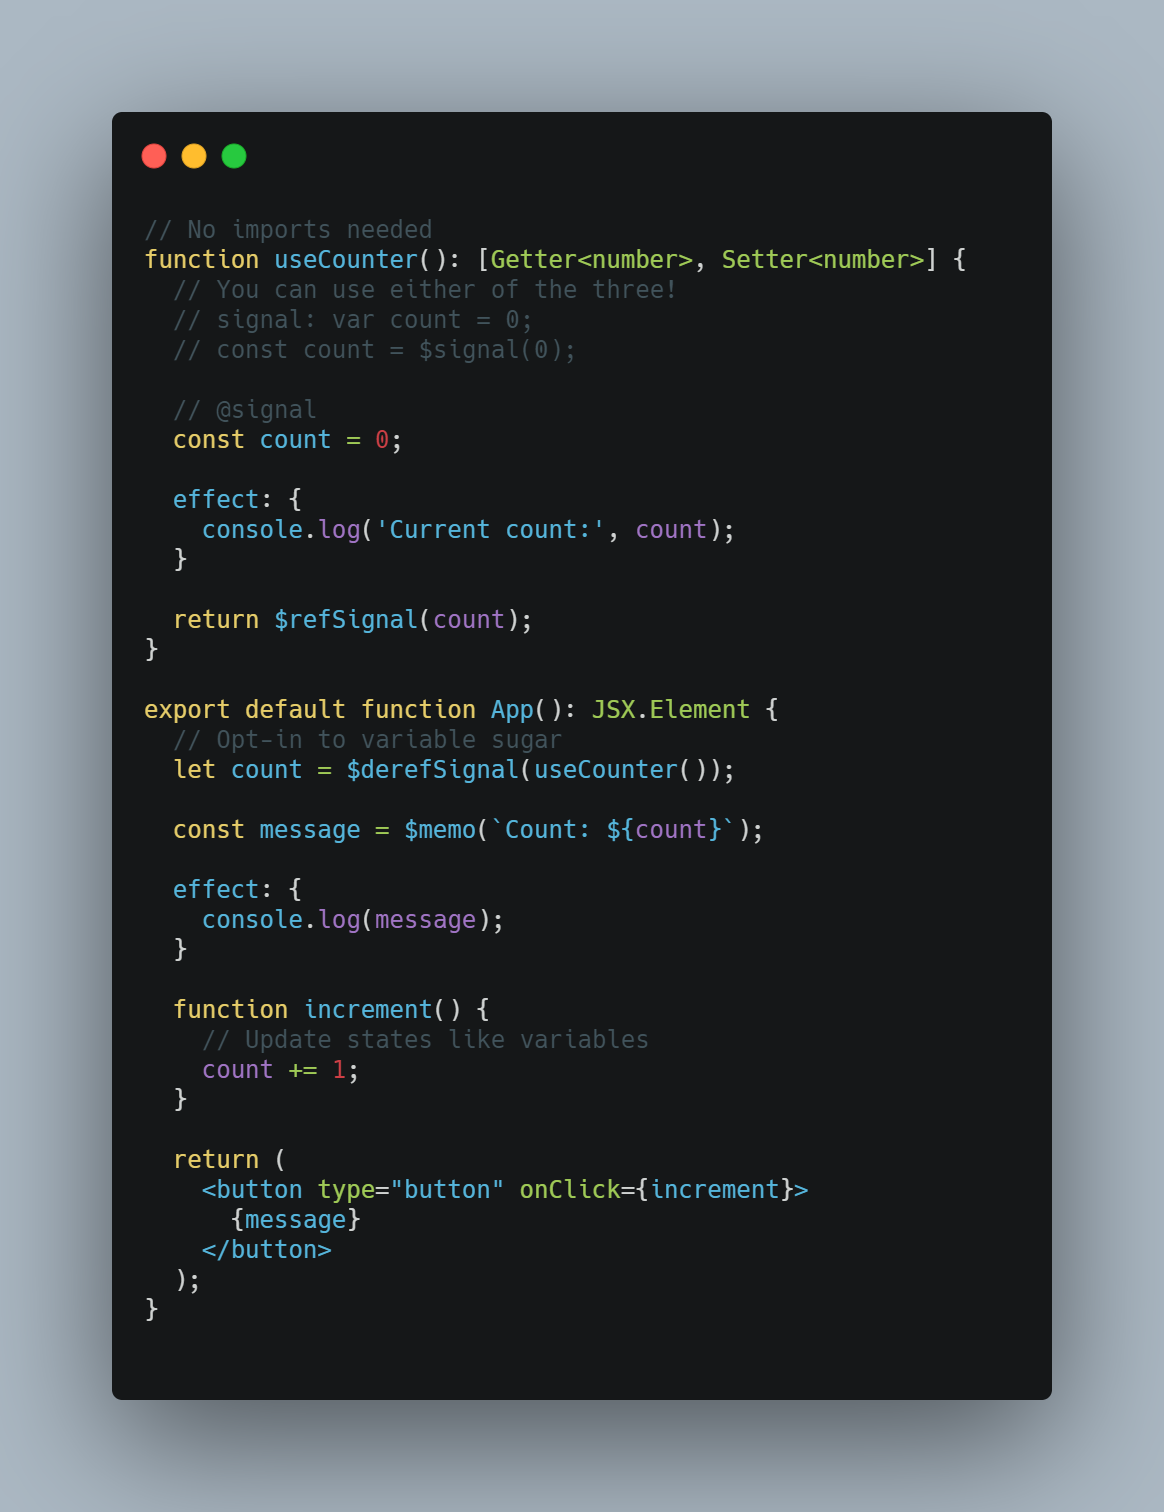 // No imports needed
function useCounter(): [Getter<number>, Setter<number>] {
  // You can use either of the three!
  // signal: var count = 0;
  // const count = $signal(0);

  // @signal
  const count = 0;

  effect: {
    console.log('Current count:', count);
  }

  return $refSignal(count);
}

export default function App(): JSX.Element {
  // Opt-in to variable sugar
  let count = $derefSignal(useCounter());

  const message = $memo(`Count: ${count}`);

  effect: {
    console.log(message);
  }

  function increment() {
    // Update states like variables
    count += 1;
  }

  return (
    <button type="button" onClick={increment}>
      {message}
    </button>
  );
}